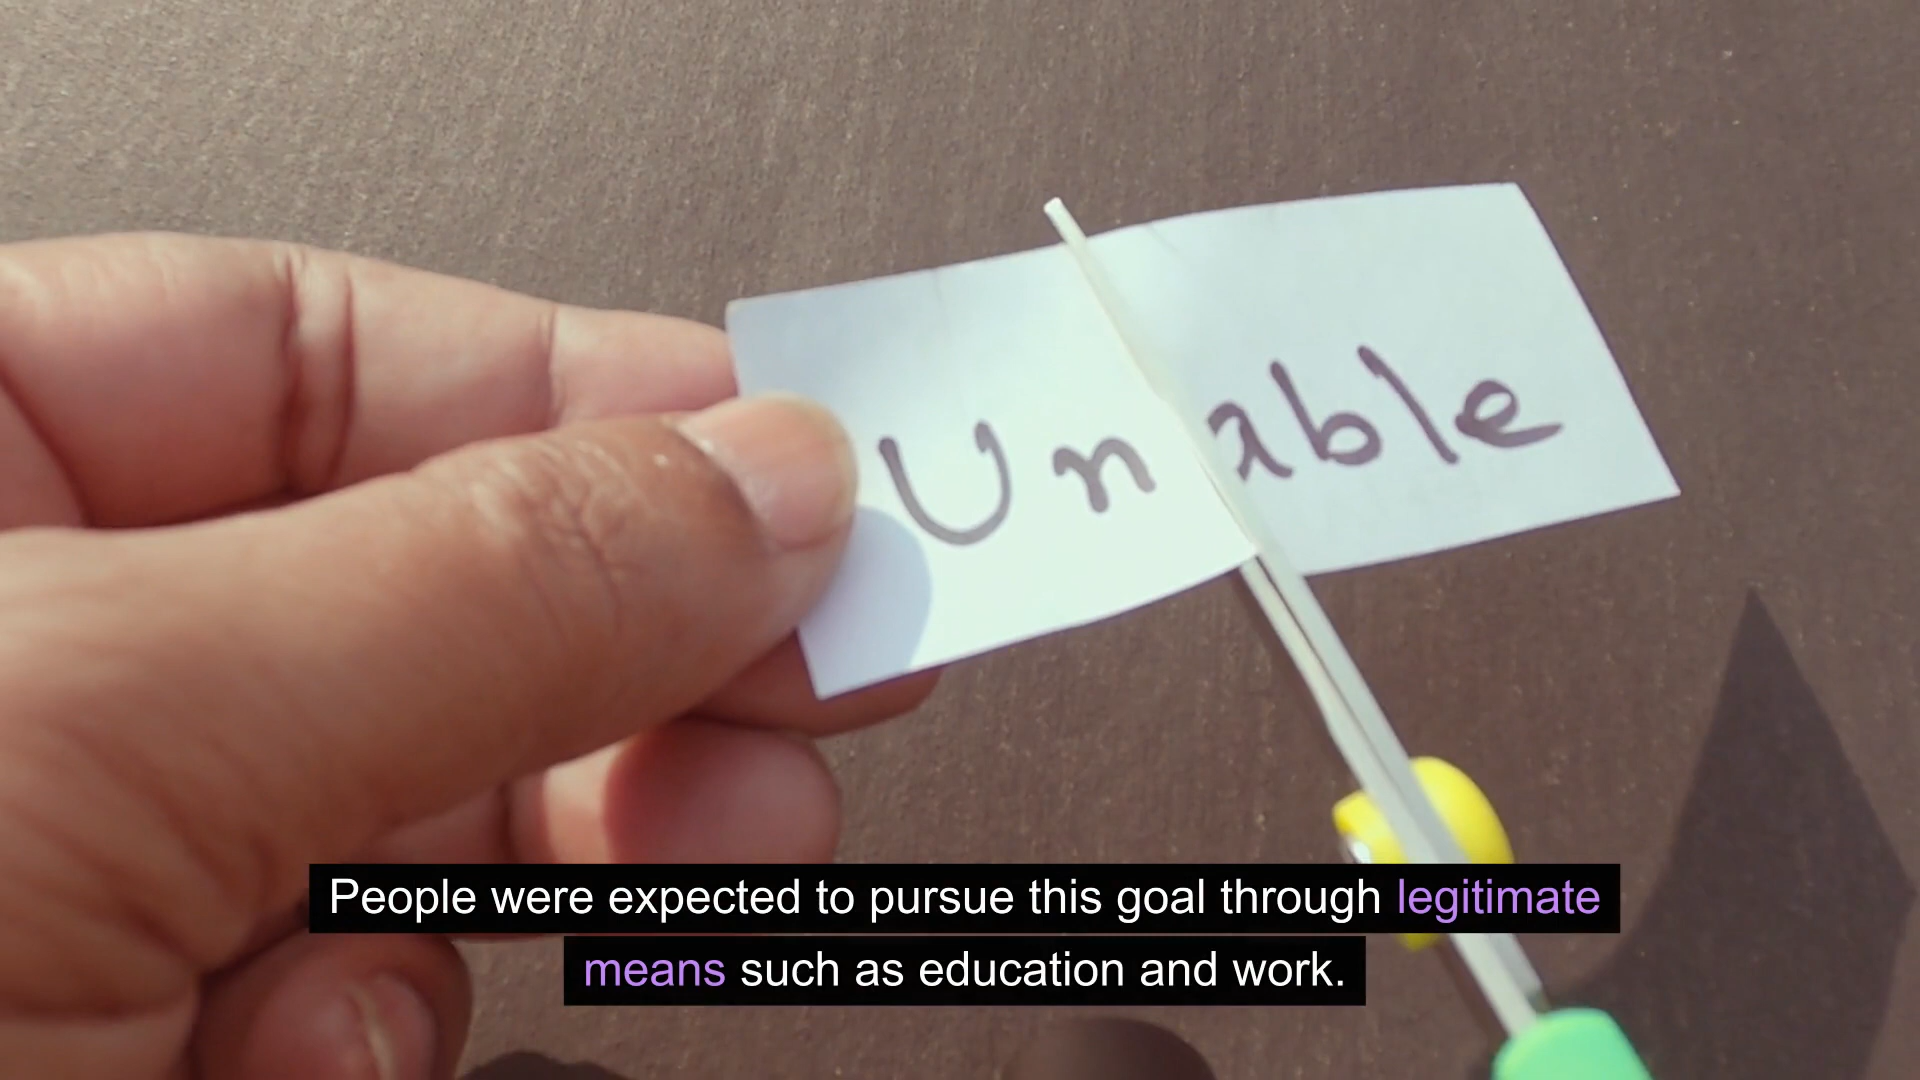 Unable
People were expected to pursue this goal through legitimate
means such as education and work.